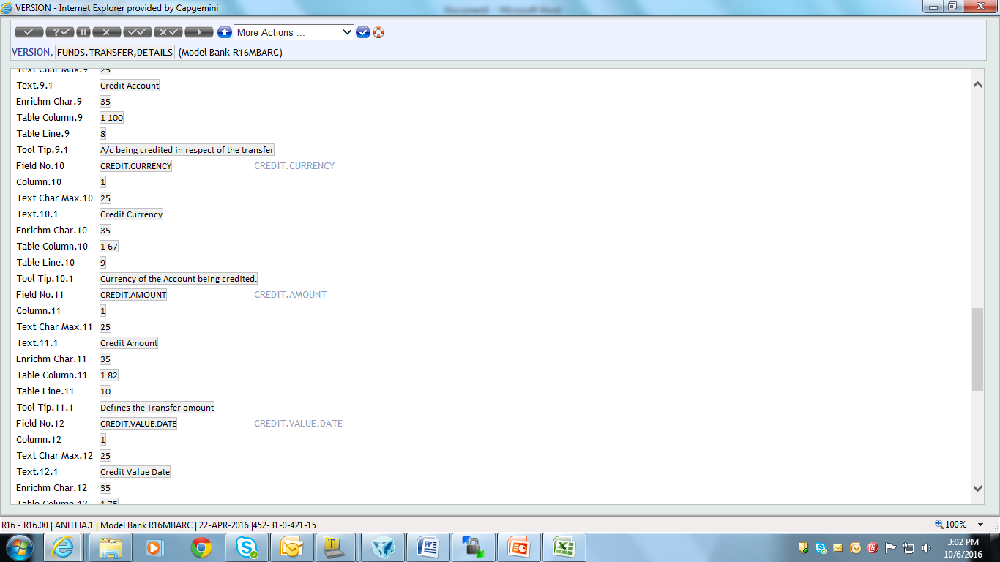 VERSION - Internet Explorer provided by Capgemini
More Actions ...
VERSION, FUNDS.TRANSFER,DETAILS (Model Bank R16MBARC)
Text Char Max.9 25
Text.9.1 Credit Account
Enrichm Char.9 35
Table Column.9 1 100
Table Line.9 8
Tool Tip.9.1 A/c being credited in respect of the transfer
Field No.10 CREDIT.CURRENCY CREDIT.CURRENCY
Column.10 1
Text Char Max.10 25
Text.10.1 Credit Currency
Enrichm Char.10 35
Table Column.10 1 67
Table Line.10 9
Tool Tip.10.1 Currency of the Account being credited.
Field No.11 CREDIT.AMOUNT CREDIT.AMOUNT
Column.11 1
Text Char Max.11 25
Text.11.1 Credit Amount
Enrichm Char.11 35
Table Column.11 1 82
Table Line.11 10
Tool Tip.11.1 Defines the Transfer amount
Field No.12 CREDIT.VALUE.DATE CREDIT.VALUE.DATE
Column.12 1
Text Char Max.12 25
Text.12.1 Credit Value Date
Enrichm Char.12 35
Table Column.12 1 75
R16 - R16.00 | ANITHA.1 | Model Bank R16MBARC | 22-APR-2016 |452-31-0-421-15
100%
3:02 PM
10/6/2016